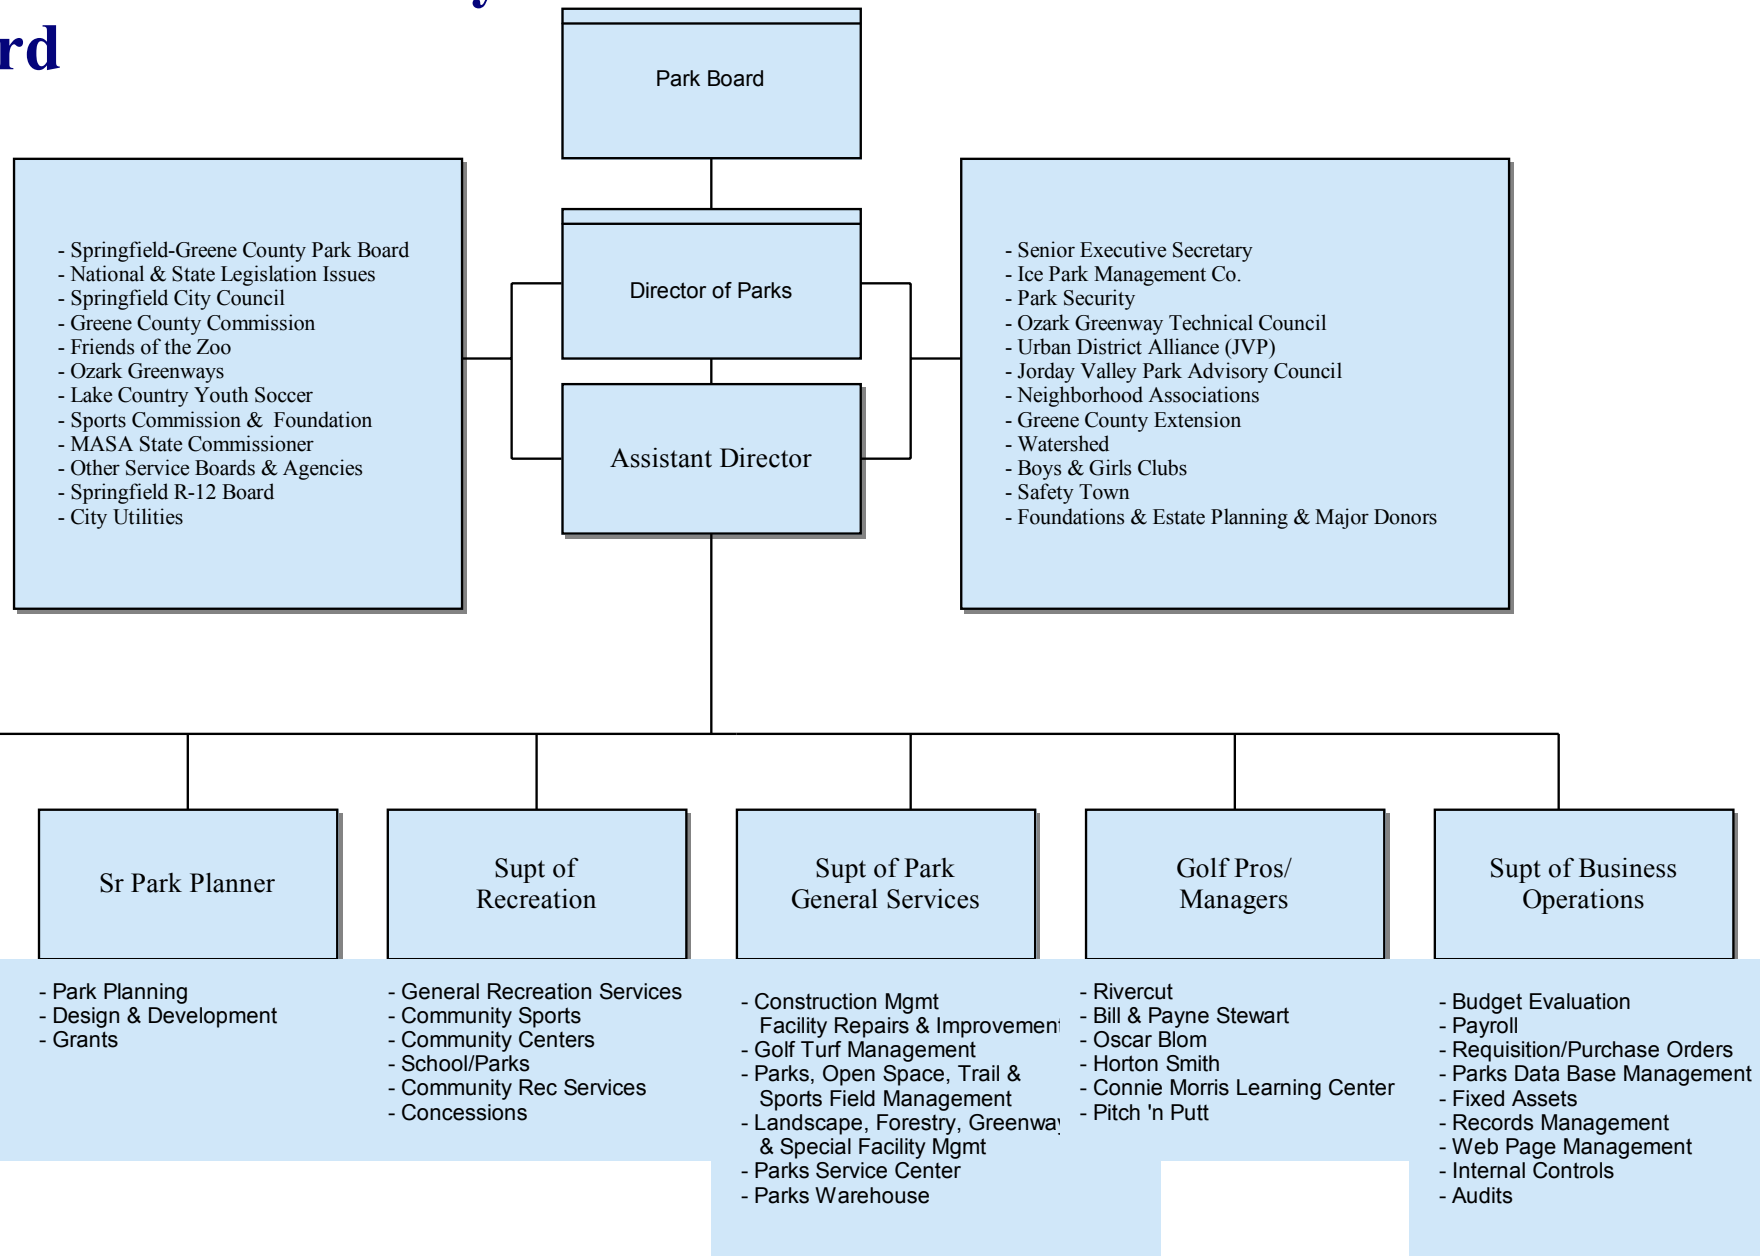 rd
Park Board
- Springfield-Greene County Park Board
- National & State Legislation Issues
- Springfield City Council
- Greene County Commission
- Friends of the Zoo
- Ozark Greenways
- Lake Country Youth Soccer
- Sports Commission &  Foundation
- MASA State Commissioner
- Other Service Boards & Agencies
- Springfield R-12 Board
- City Utilities
Director of Parks
Assistant Director
- Senior Executive Secretary
- Ice Park Management Co.
- Park Security
- Ozark Greenway Technical Council
- Urban District Alliance (JVP)
- Jorday Valley Park Advisory Council
- Neighborhood Associations
- Greene County Extension
- Watershed
- Boys & Girls Clubs
- Safety Town
- Foundations & Estate Planning & Major Donors
Sr Park Planner
- Park Planning
- Design & Development
- Grants
Supt of
Recreation
- General Recreation Services
- Community Sports
- Community Centers
- School/Parks
- Community Rec Services
- Concessions
Supt of Park
General Services
- Construction Mgmt
Facility Repairs & Improvement
- Golf Turf Management
- Parks, Open Space, Trail &
Sports Field Management
- Landscape, Forestry, Greenway
& Special Facility Mgmt
- Parks Service Center
- Parks Warehouse
Golf Pros/
Managers
- Rivercut
- Bill & Payne Stewart
- Oscar Blom
- Horton Smith
- Connie Morris Learning Center
- Pitch 'n Putt
Supt of Business
Operations
- Budget Evaluation
- Payroll
- Requisition/Purchase Orders
- Parks Data Base Management
- Fixed Assets
- Records Management
- Web Page Management
- Internal Controls
- Audits